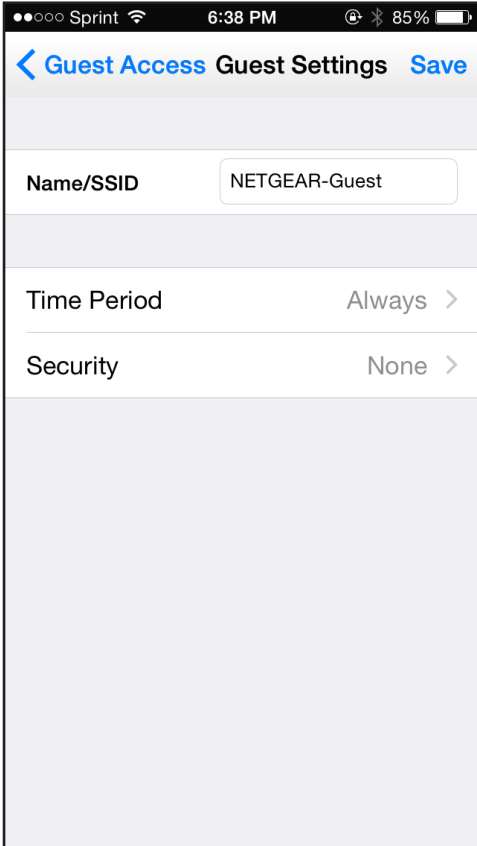 Sprint 6:38 PM 85%
Guest Access Guest Settings Save
Name/SSID NETGEAR-Guest
Time Period Always
Security None